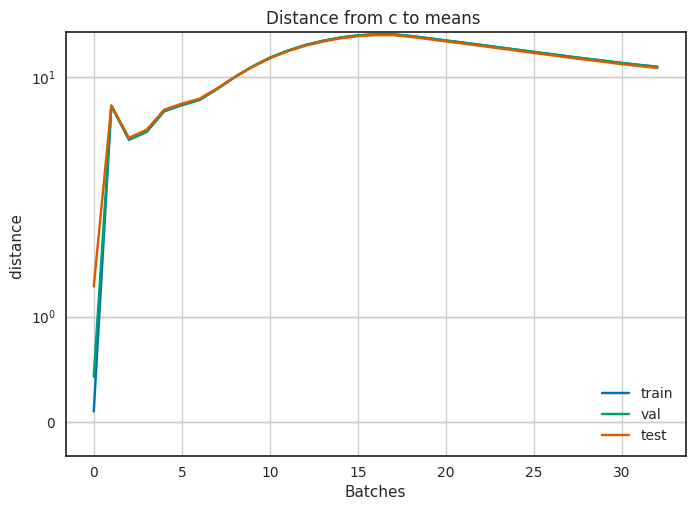 Distance from c to means
distance
10^1
10^0
0
0 5 10 15 20 25 30
Batches
train
val
test